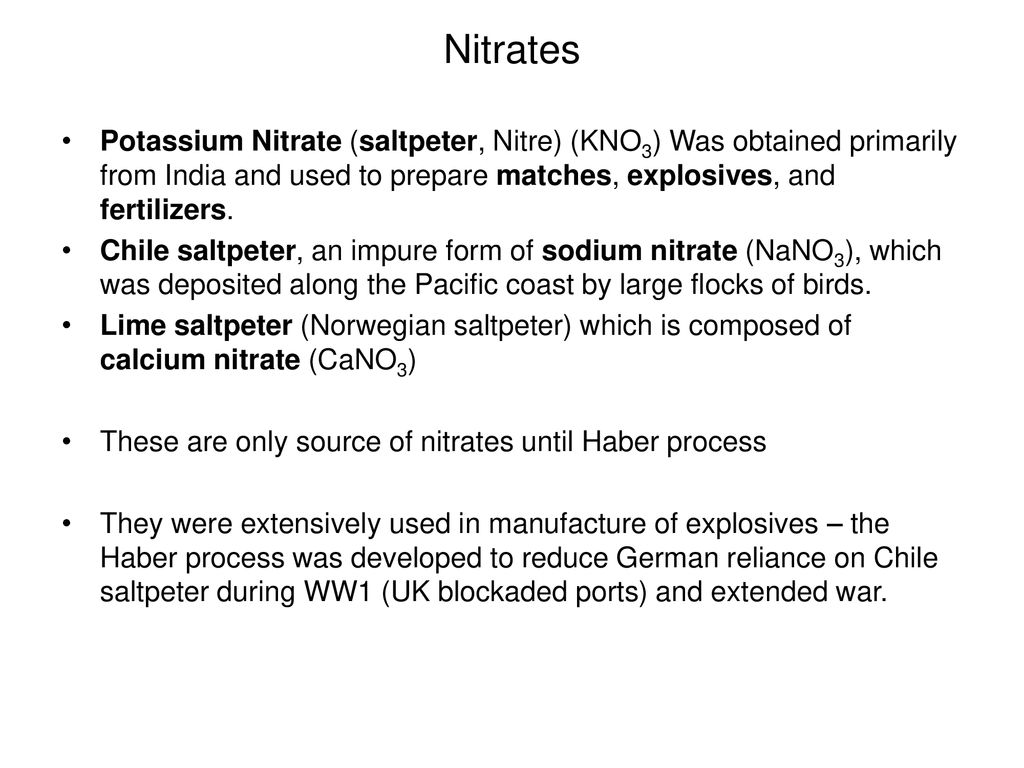 Nitrates
• Potassium Nitrate (saltpeter, Nitre) (KNO₃) Was obtained primarily
from India and used to prepare matches, explosives, and
fertilizers.
• Chile saltpeter, an impure form of sodium nitrate (NaNO₃), which
was deposited along the Pacific coast by large flocks of birds.
• Lime saltpeter (Norwegian saltpeter) which is composed of
calcium nitrate (CaNO₃)
• These are only source of nitrates until Haber process
• They were extensively used in manufacture of explosives – the
Haber process was developed to reduce German reliance on Chile
saltpeter during WW1 (UK blockaded ports) and extended war.